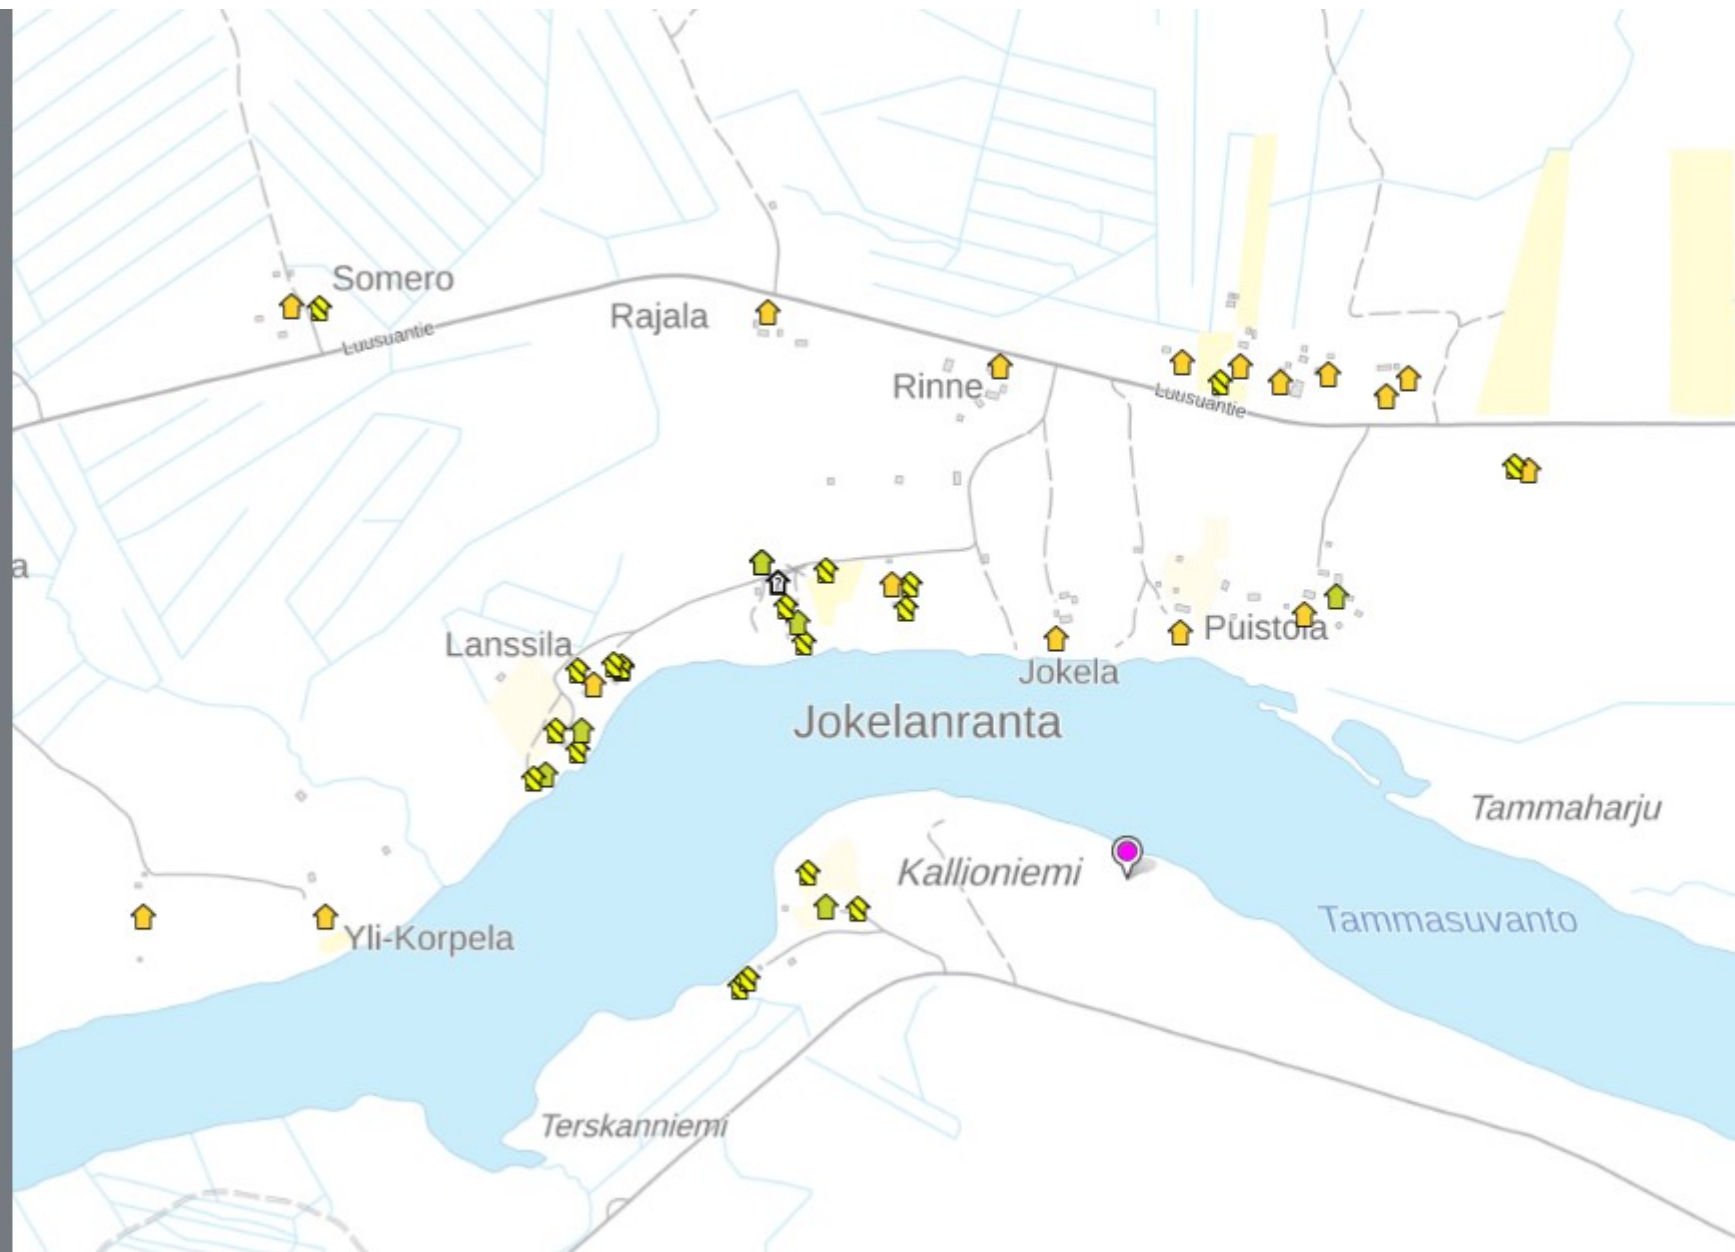 Somero
Rajala
Luusuantie
Rinne
Luusuantie
a
Lanssila
Puistola
Jokela
Jokelanranta
Tammaharju
Kallioniemi
Tammasuvanto
Yli-Korpela
Terskanniemi
?